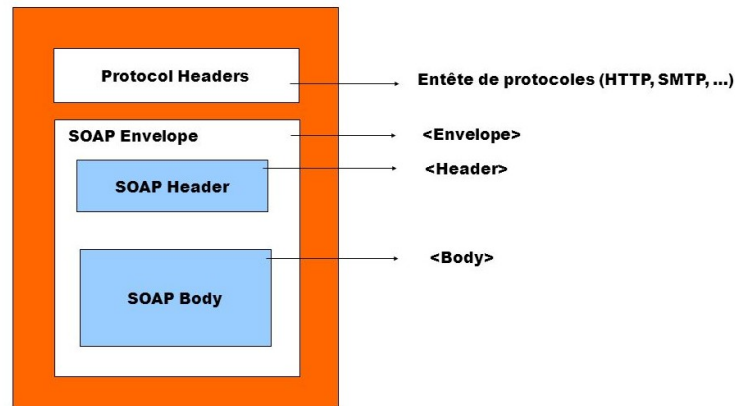 Protocol Headers
Entête de protocoles (HTTP, SMTP, ...)
SOAP Envelope
<Envelope>
SOAP Header
<Header>
SOAP Body
<Body>